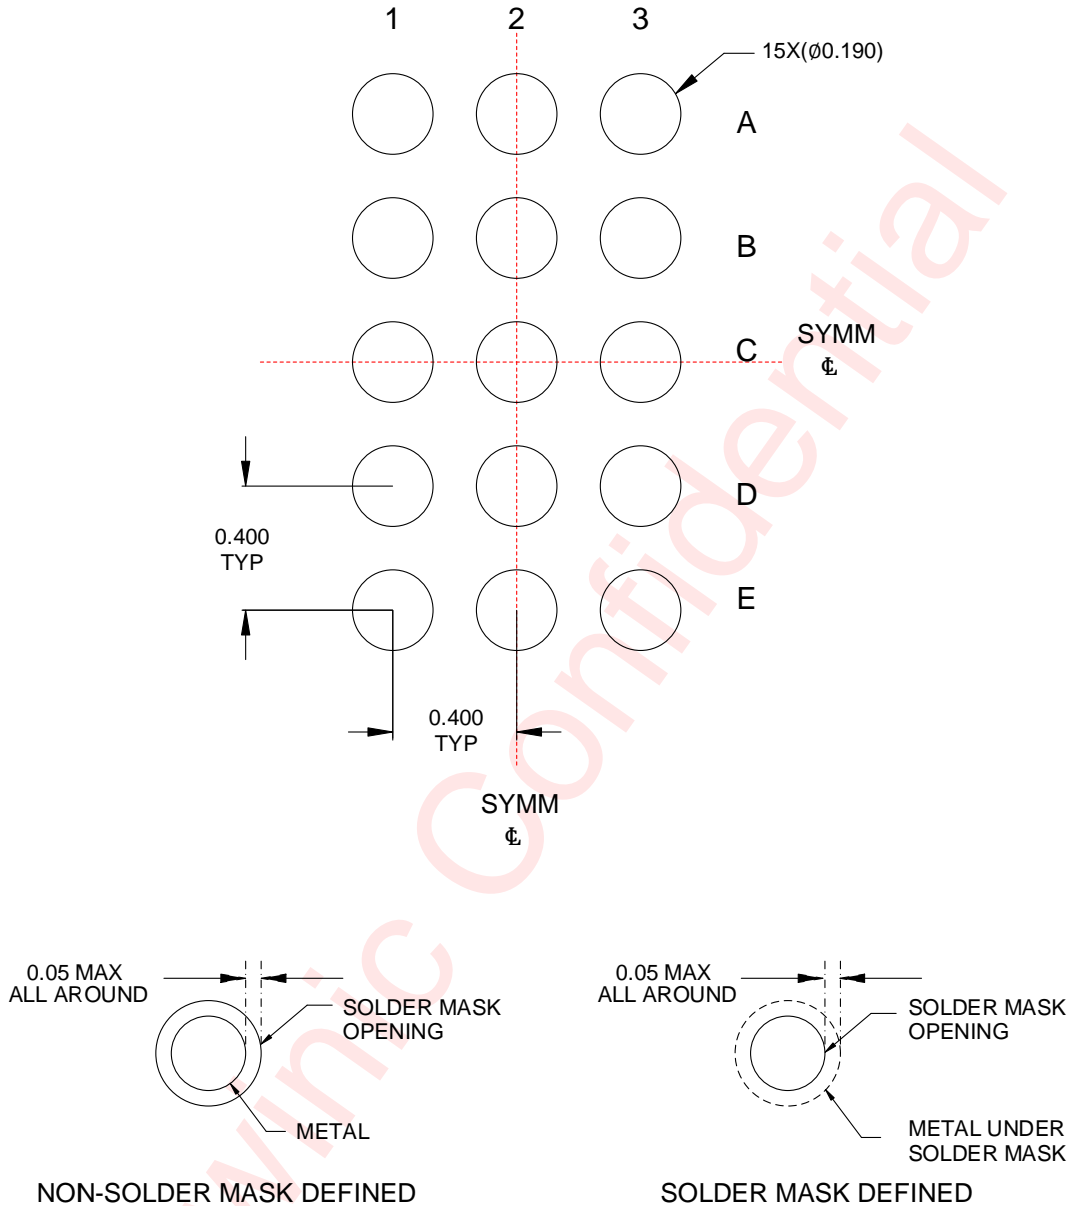 1 2 3
15X(Ø0.190)
A
B
C
SYMM
℄
D
0.400
TYP
E
0.400
TYP
SYMM
℄
0.05 MAX
ALL AROUND
SOLDER MASK
OPENING
METAL
NON-SOLDER MASK DEFINED
0.05 MAX
ALL AROUND
SOLDER MASK
OPENING
METAL UNDER
SOLDER MASK
SOLDER MASK DEFINED
Confidential